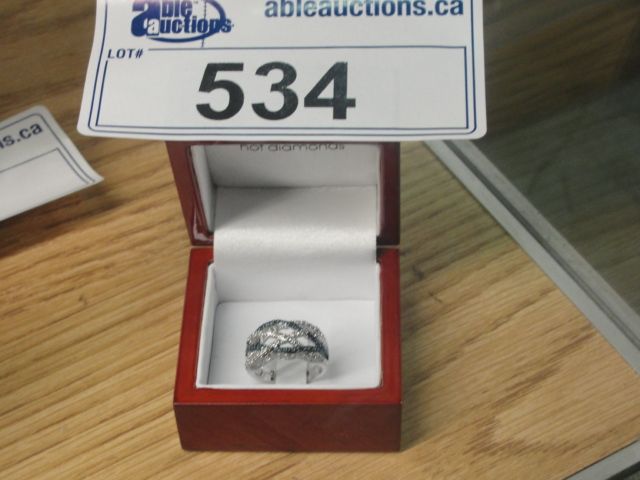 able auctions
ableauctions.ca
LOT#
534
hot diamonds
s.ca